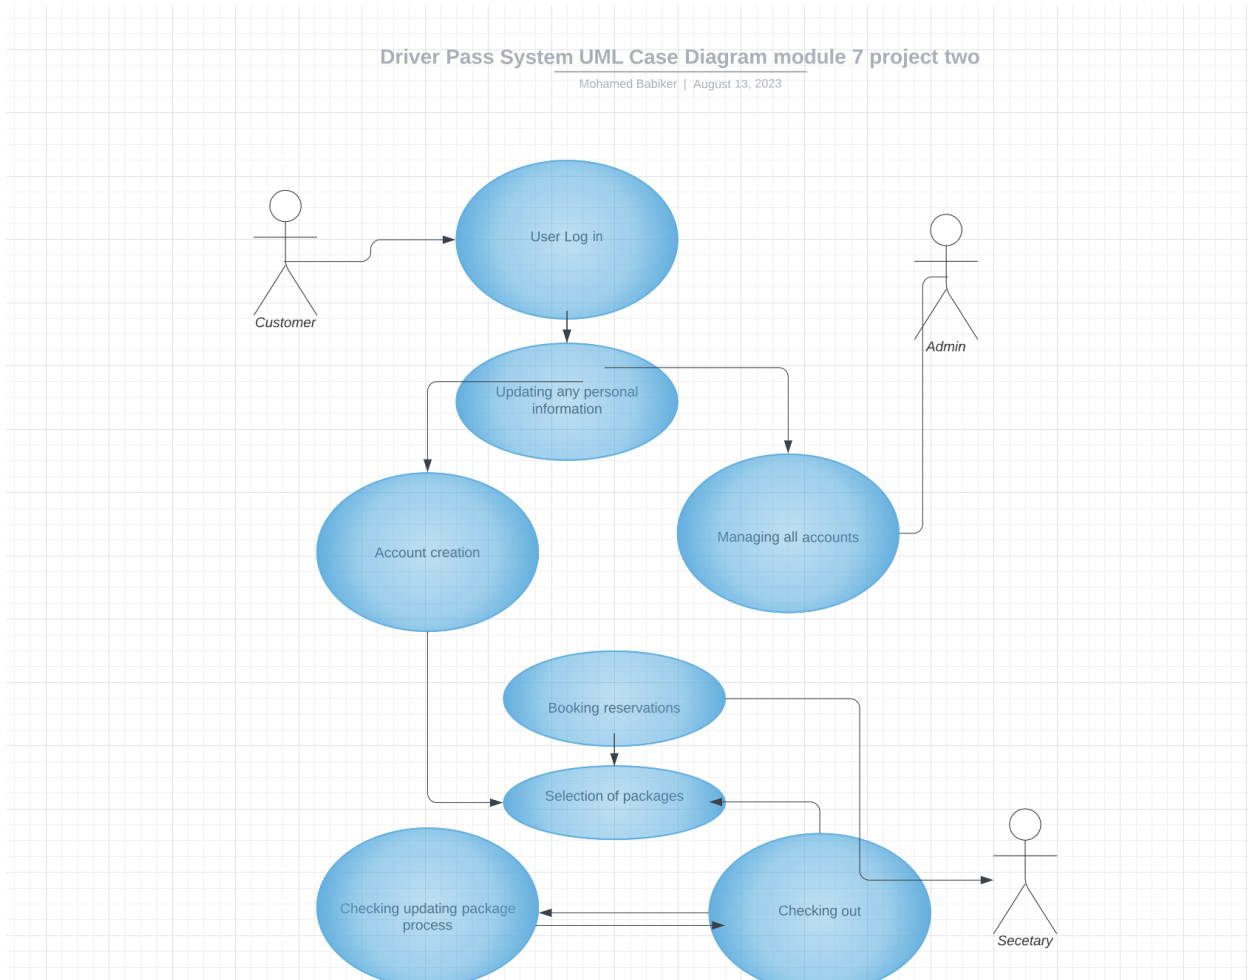 Driver Pass System UML Case Diagram module 7 project two
Mohamed Babiker | August 13, 2023
User Log in
Customer
Admin
Updating any personal
information
Account creation
Managing all accounts
Booking reservations
Selection of packages
Checking updating package
process
Checking out
Secetary